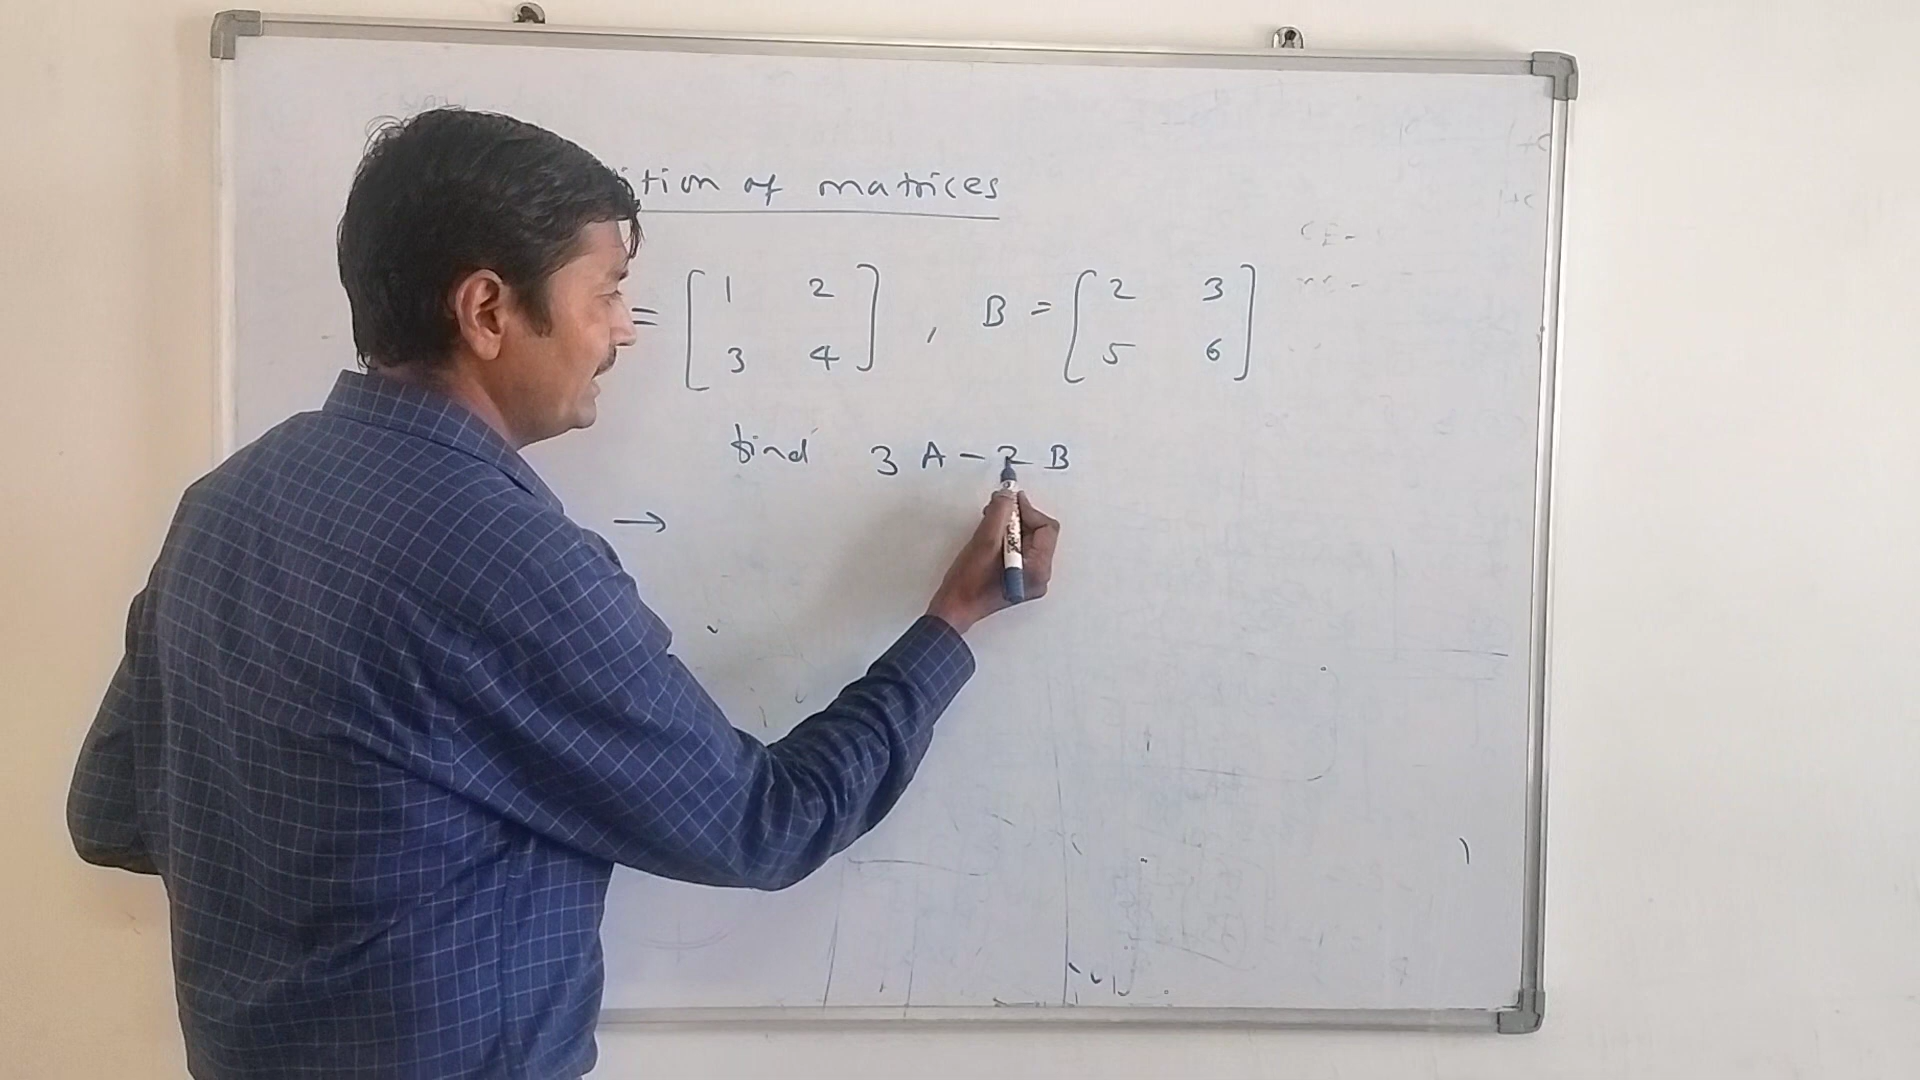 ition of matrices
= [ 1 2 ] , B = [ 2 3 ]
[ 3 4 ] [ 5 6 ]
find 3 A - 2 B
→